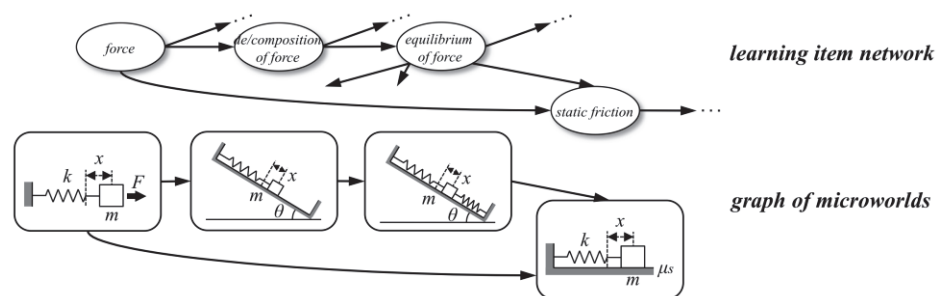 force
de/composition
of force
equilibrium
of force
learning item network
static friction
x
k
F
m
x
m
θ
x
m
θ
graph of microworlds
x
k
μs
m